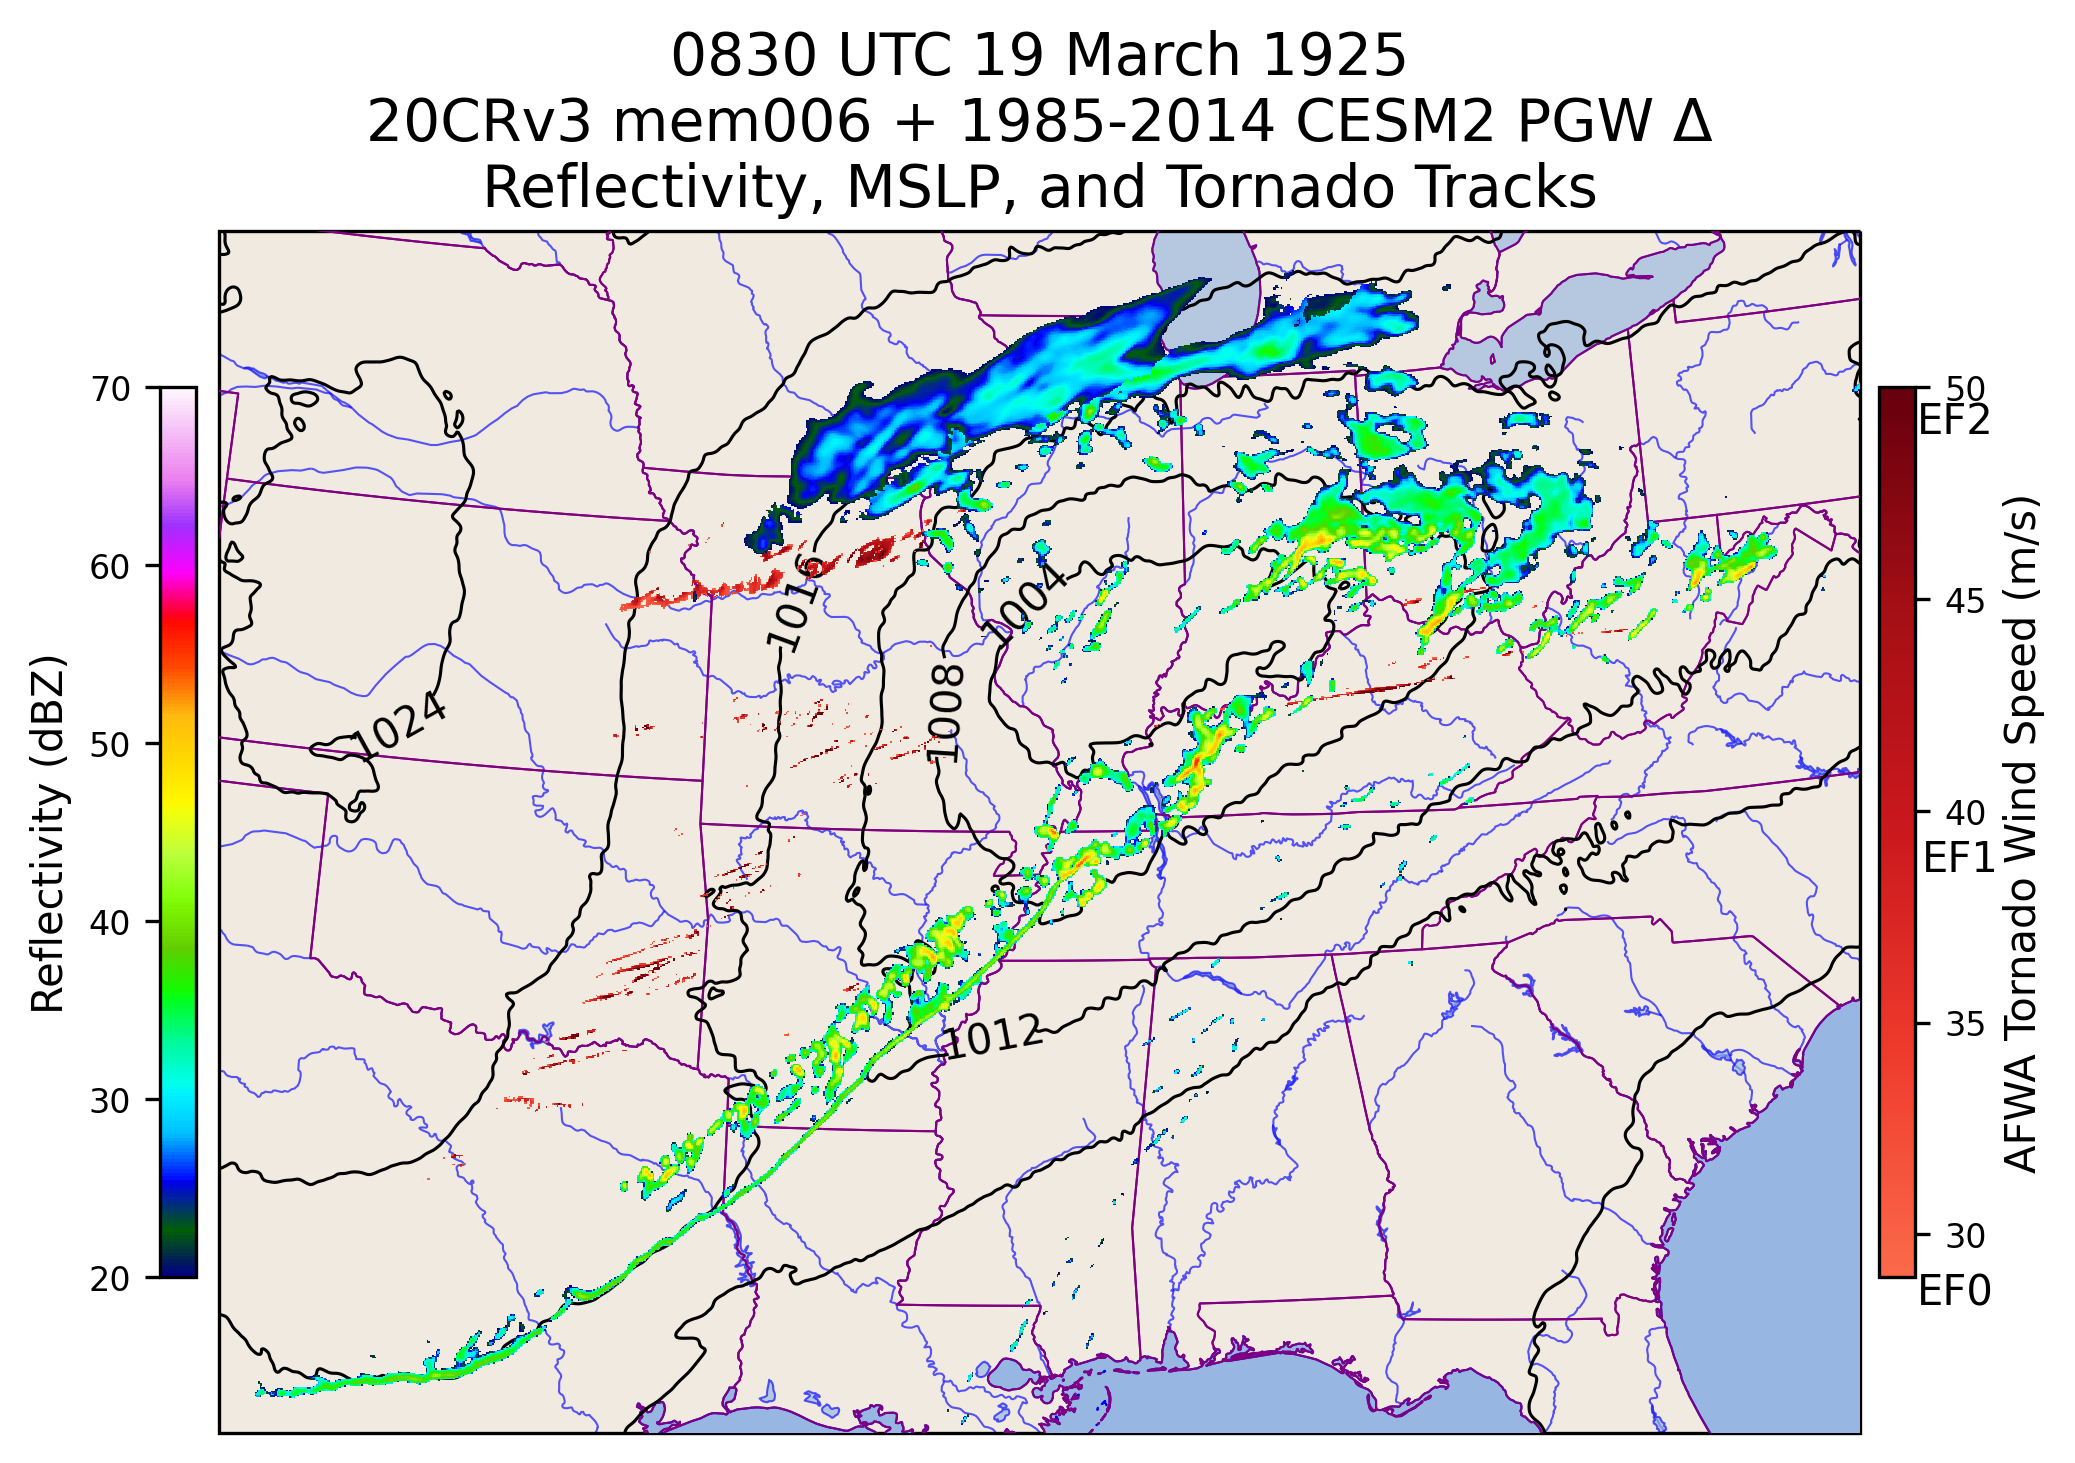 0830 UTC 19 March 1925
20CRv3 mem006 + 1985-2014 CESM2 PGW Δ
Reflectivity, MSLP, and Tornado Tracks
Reflectivity (dBZ)
70
60
50
40
30
20
1024
1016
1008
1004
1012
50
EF2
45
40
EF1
35
30
EF0
AFWA Tornado Wind Speed (m/s)